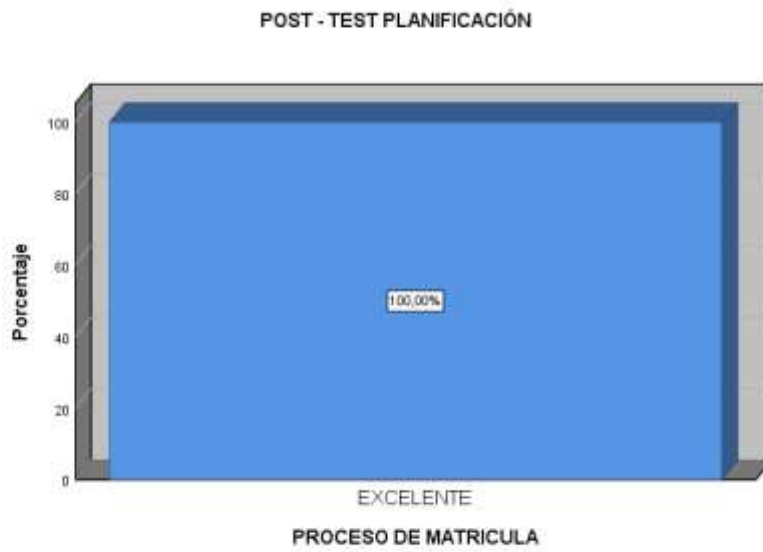 POST - TEST PLANIFICACIÓN
Porcentaje
100
80
60
40
20
0
100,00%
EXCELENTE
PROCESO DE MATRICULA